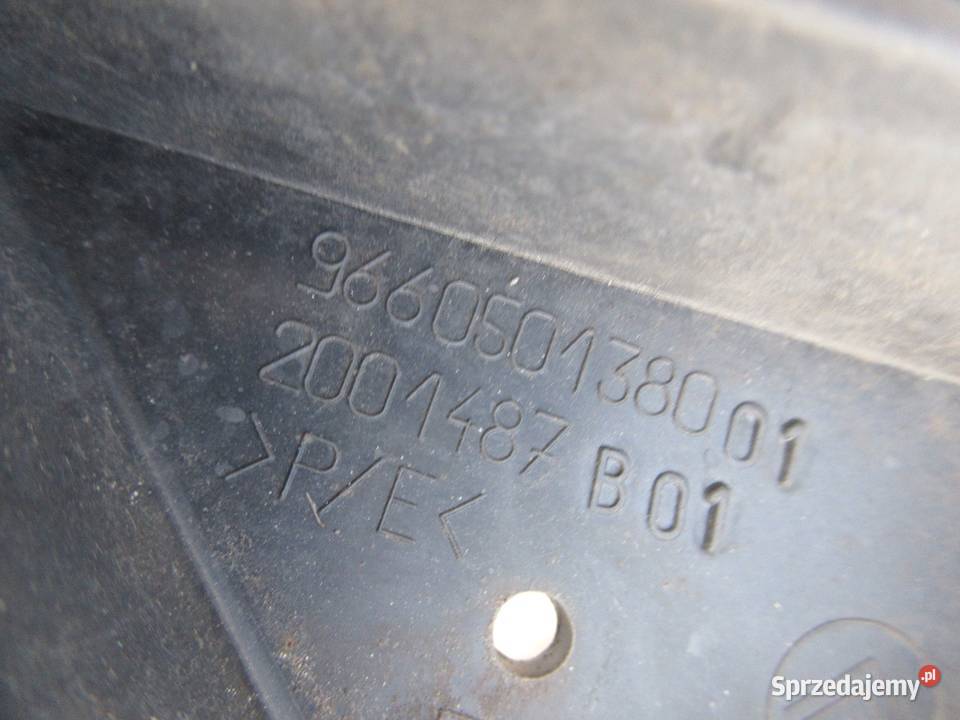 9660501380 01
2001487 B01
>P/E<
Sprzedajemy.pl